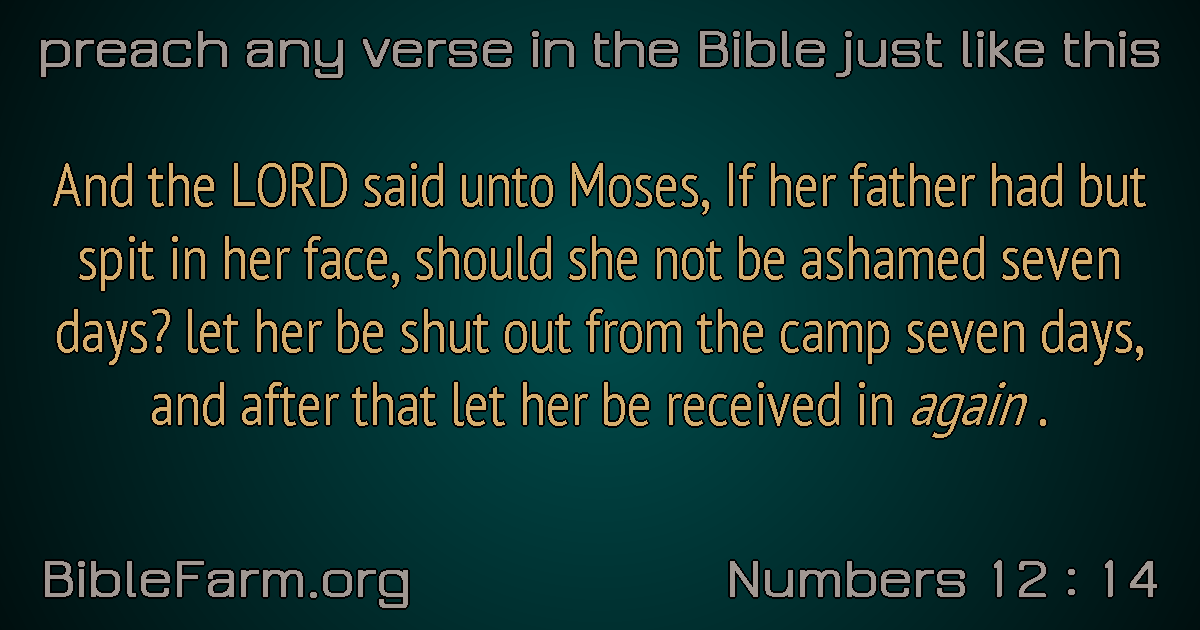 preach any verse in the Bible just like this
And the LORD said unto Moses, If her father had but
spit in her face, should she not be ashamed seven
days? let her be shut out from the camp seven days,
and after that let her be received in again .
BibleFarm.org
Numbers 12 : 14